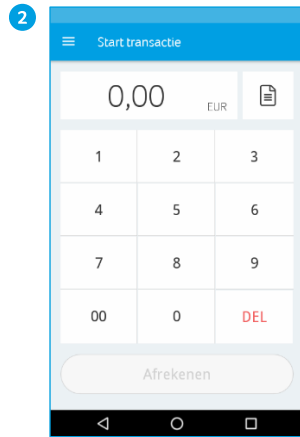 2
Start transactie
0,00 EUR
1 2 3
4 5 6
7 8 9
00 0 DEL
Afrekenen